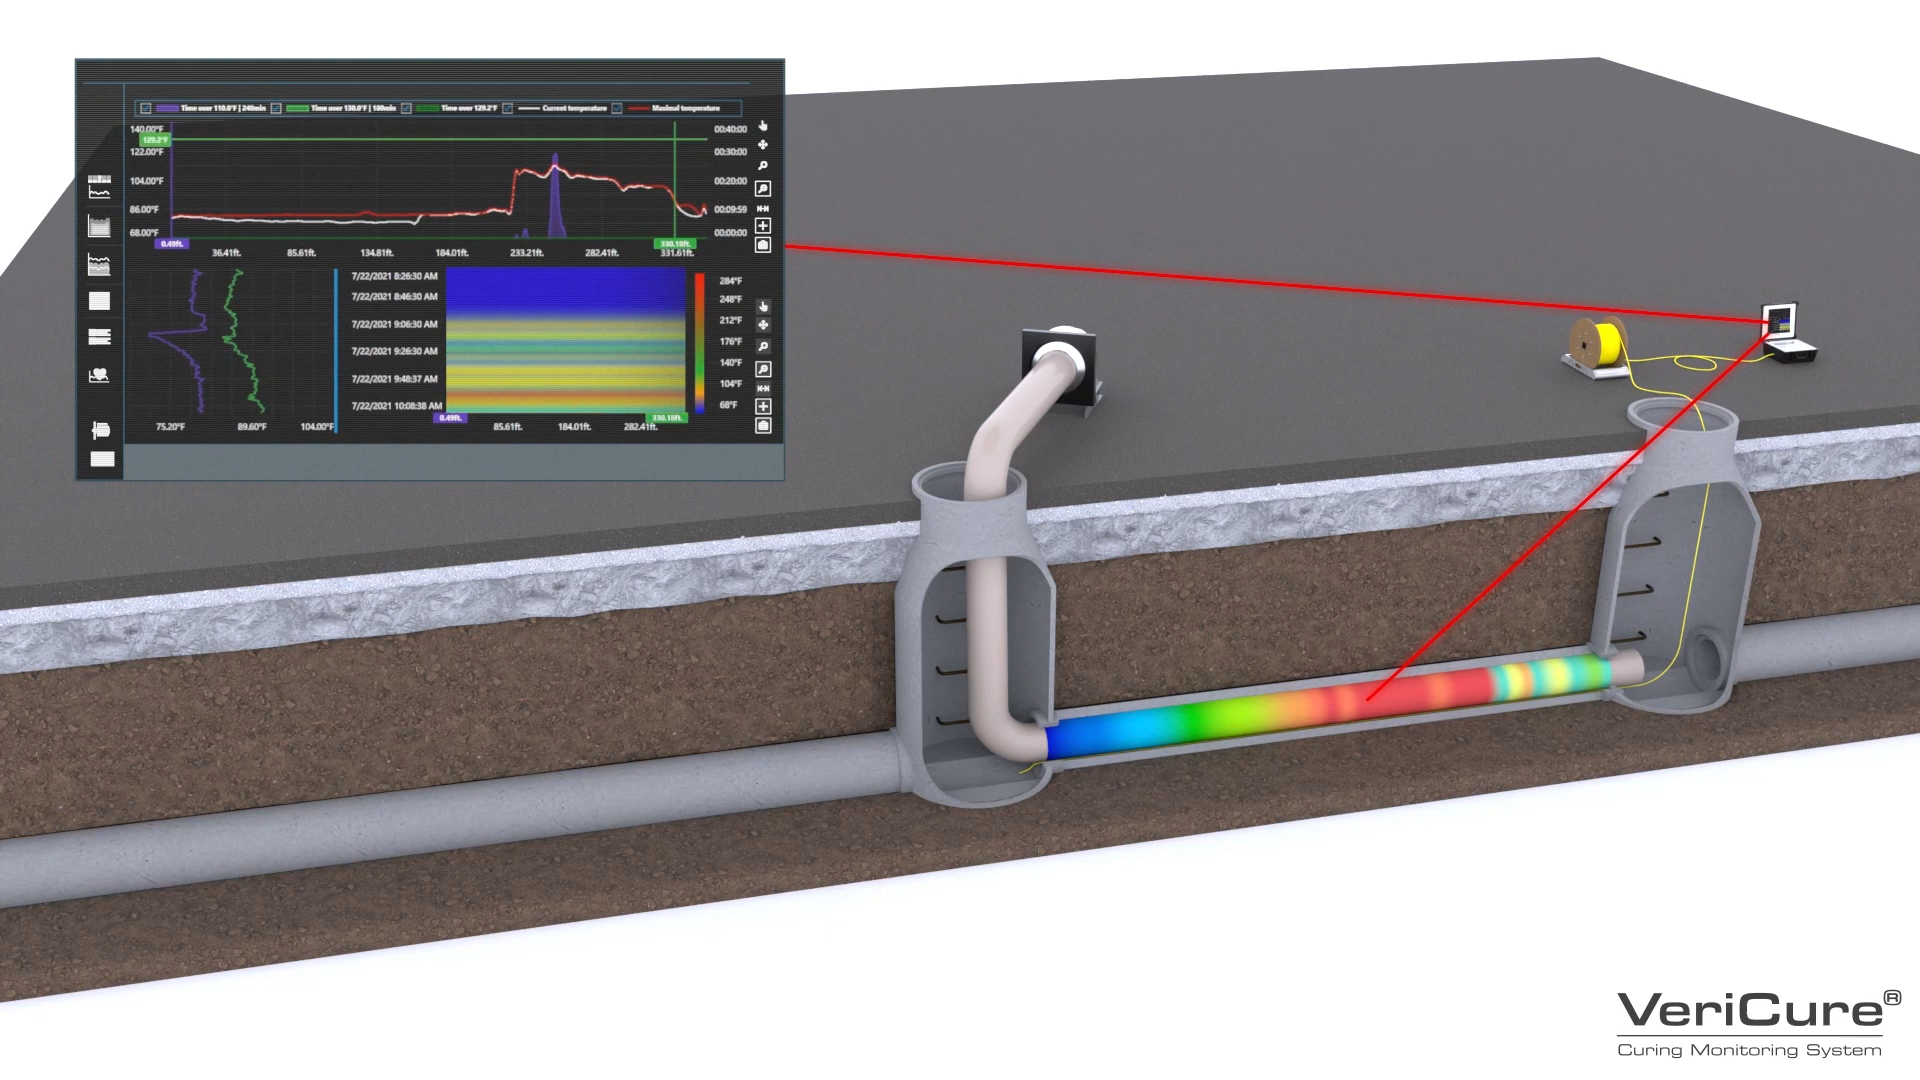 Time over 110.0°F | 240min Time over 138.0°F | 180min Time over 129.2°F Current temperature Maximal temperature
140.00°F
129.2°F
122.00°F
104.00°F
86.00°F
68.00°F
00:40:00
00:30:00
00:20:00
00:09:59
00:00:00
0.49ft. 330.18ft.
36.41ft. 85.61ft. 134.81ft. 184.01ft. 233.21ft. 282.41ft. 331.61ft.
7/22/2021 8:26:30 AM
7/22/2021 8:46:30 AM
7/22/2021 9:06:30 AM
7/22/2021 9:26:30 AM
7/22/2021 9:48:37 AM
7/22/2021 10:08:38 AM
284°F
248°F
212°F
176°F
140°F
104°F
68°F
0.49ft. 330.18ft.
75.20°F 89.60°F 104.00°F
85.61ft. 184.01ft. 282.41ft.
VeriCure®
Curing Monitoring System